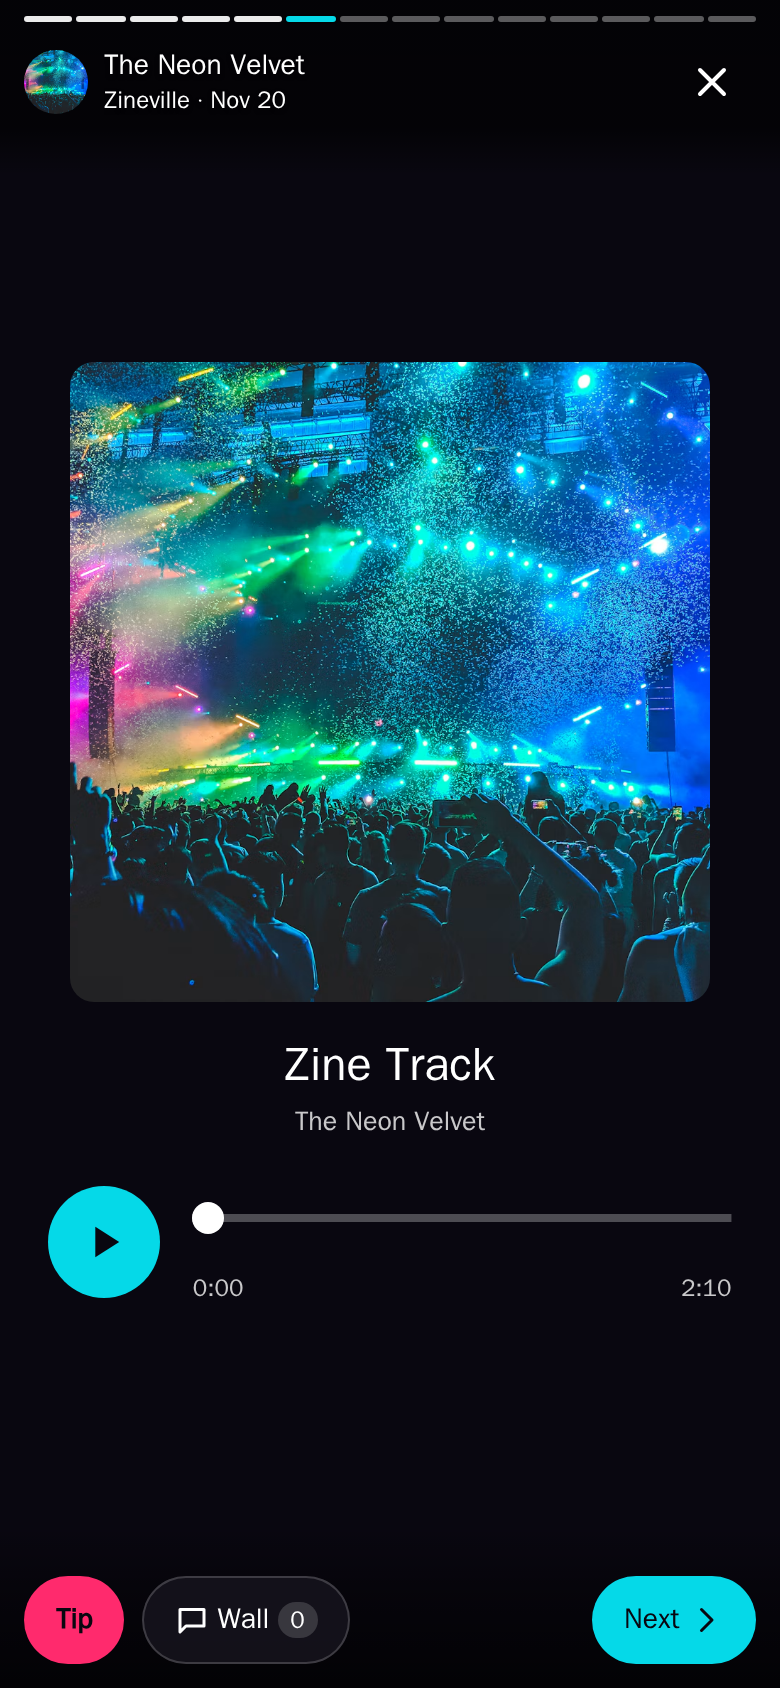 The Neon Velvet
Zineville · Nov 20
Zine Track
The Neon Velvet
0:00
2:10
Tip
Wall 0
Next